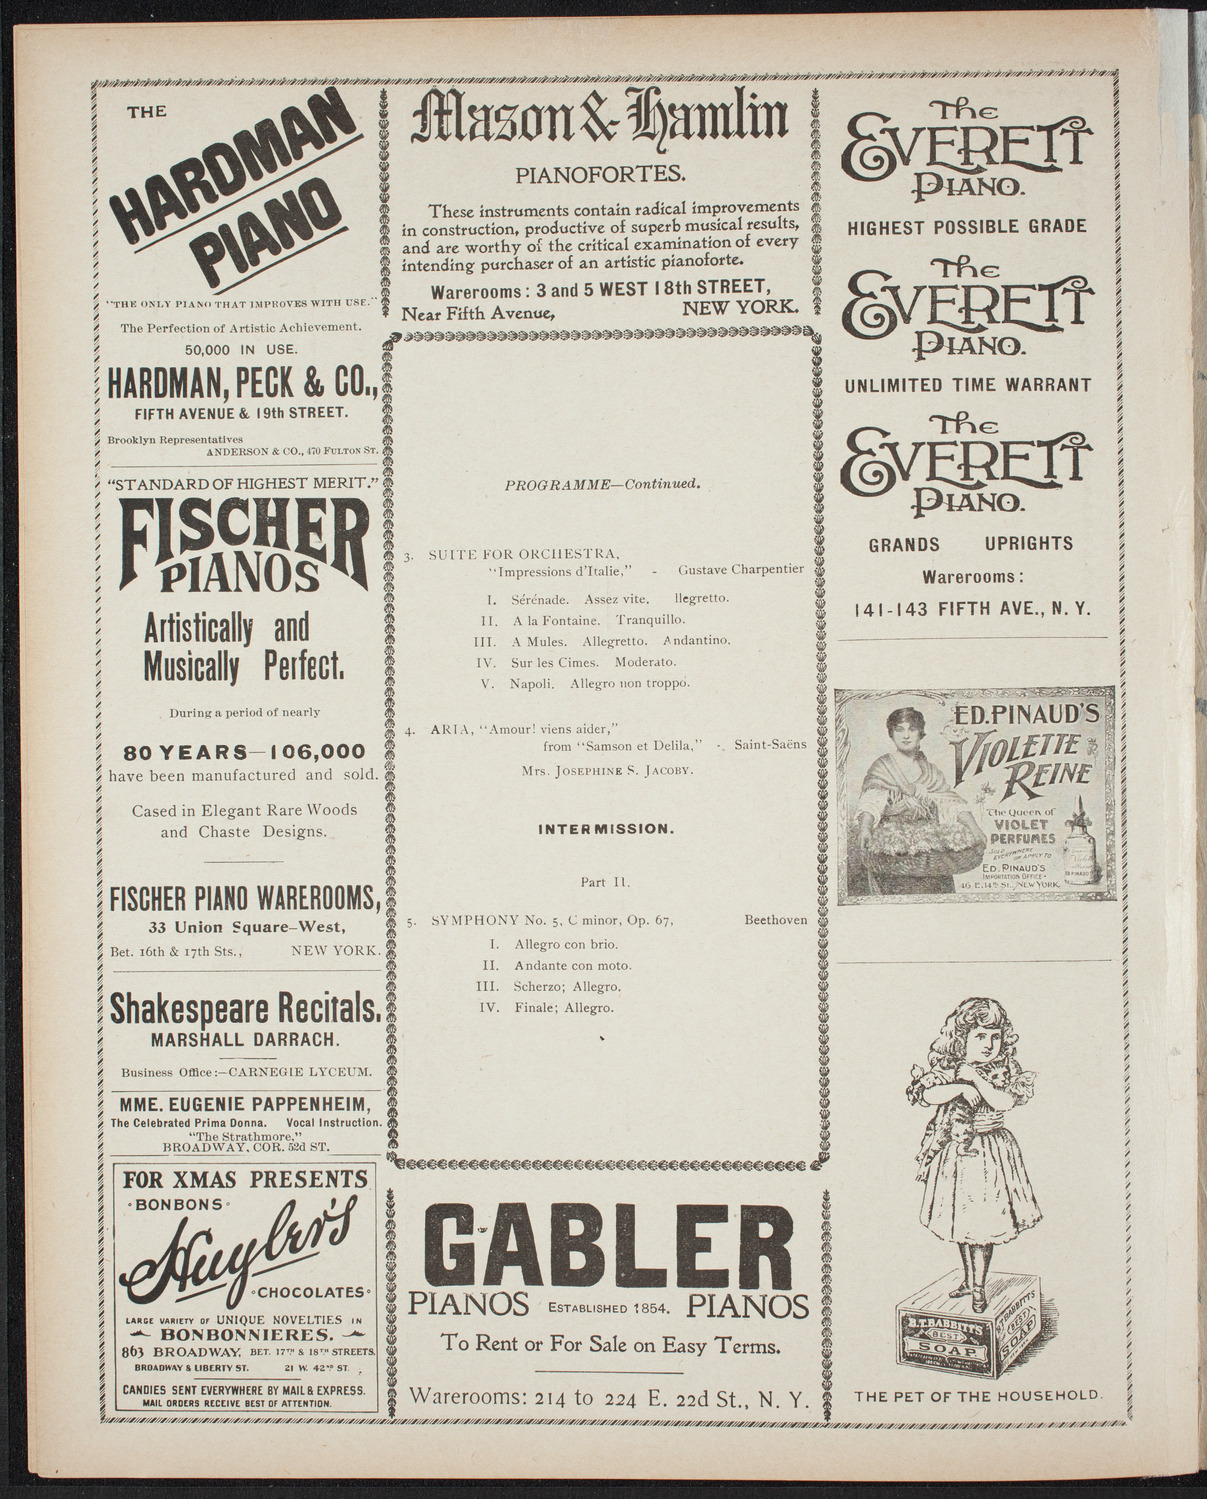 THE
HARDMAN
PIANO
"THE ONLY PIANO THAT IMPROVES WITH USE."
The Perfection of Artistic Achievement.
50,000 IN USE.
HARDMAN, PECK & CO.,
FIFTH AVENUE & 19th STREET.
Brooklyn Representatives
ANDERSON & CO., 470 FULTON ST.
"STANDARD OF HIGHEST MERIT."
FISCHER
PIANOS
Artistically and
Musically Perfect.
During a period of nearly
80 YEARS—106,000
have been manufactured and sold.
Cased in Elegant Rare Woods
and Chaste Designs.
FISCHER PIANO WAREROOMS,
33 Union Square-West,
Bet. 16th & 17th Sts., NEW YORK.
Shakespeare Recitals.
MARSHALL DARRACH.
Business Office:—CARNEGIE LYCEUM.
MME. EUGENIE PAPPENHEIM,
The Celebrated Prima Donna. Vocal Instruction.
"The Strathmore,"
BROADWAY, COR. 52d ST.
FOR XMAS PRESENTS
BONBONS
Huyler's
CHOCOLATES
LARGE VARIETY OF UNIQUE NOVELTIES IN
BONBONNIERES.
863 BROADWAY, BET. 17TH & 18TH STREETS.
BROADWAY & LIBERTY ST. 21 W. 42ND ST.
CANDIES SENT EVERYWHERE BY MAIL & EXPRESS.
MAIL ORDERS RECEIVE BEST OF ATTENTION.
Mason & Hamlin
PIANOFORTES.
These instruments contain radical improvements
in construction, productive of superb musical results,
and are worthy of the critical examination of every
intending purchaser of an artistic pianoforte.
Warerooms: 3 and 5 WEST 18th STREET,
Near Fifth Avenue, NEW YORK.
PROGRAMME—Continued.
3. SUITE FOR ORCHESTRA,
"Impressions d'Italie," - Gustave Charpentier
I. Sérénade. Assez vite. llegretto.
II. A la Fontaine. Tranquillo.
III. A Mules. Allegretto. Andantino.
IV. Sur les Cimes. Moderato.
V. Napoli. Allegro non troppo.
4. ARIA, "Amour! viens aider,"
from "Samson et Delila," - Saint-Saëns
Mrs. JOSEPHINE S. JACOBY.
INTERMISSION.
Part II.
5. SYMPHONY No. 5, C minor, Op. 67, Beethoven
I. Allegro con brio.
II. Andante con moto.
III. Scherzo; Allegro.
IV. Finale; Allegro.
GABLER
PIANOS ESTABLISHED 1854. PIANOS
To Rent or For Sale on Easy Terms.
Warerooms: 214 to 224 E. 22d St., N. Y.
The
EVERETT
PIANO.
HIGHEST POSSIBLE GRADE
The
EVERETT
PIANO.
UNLIMITED TIME WARRANT
The
EVERETT
PIANO.
GRANDS UPRIGHTS
Warerooms:
141-143 FIFTH AVE., N. Y.
ED. PINAUD'S
VIOLETTE
REINE
The Queen of
VIOLET
PERFUMES
SOLD
EVERYWHERE
OR APPLY TO
ED. PINAUD'S
IMPORTATION OFFICE
46 E. 14TH ST., NEW YORK.
B.T. BABBITT'S
BEST
SOAP
B.T. BABBITT'S
BEST
SOAP
THE PET OF THE HOUSEHOLD.